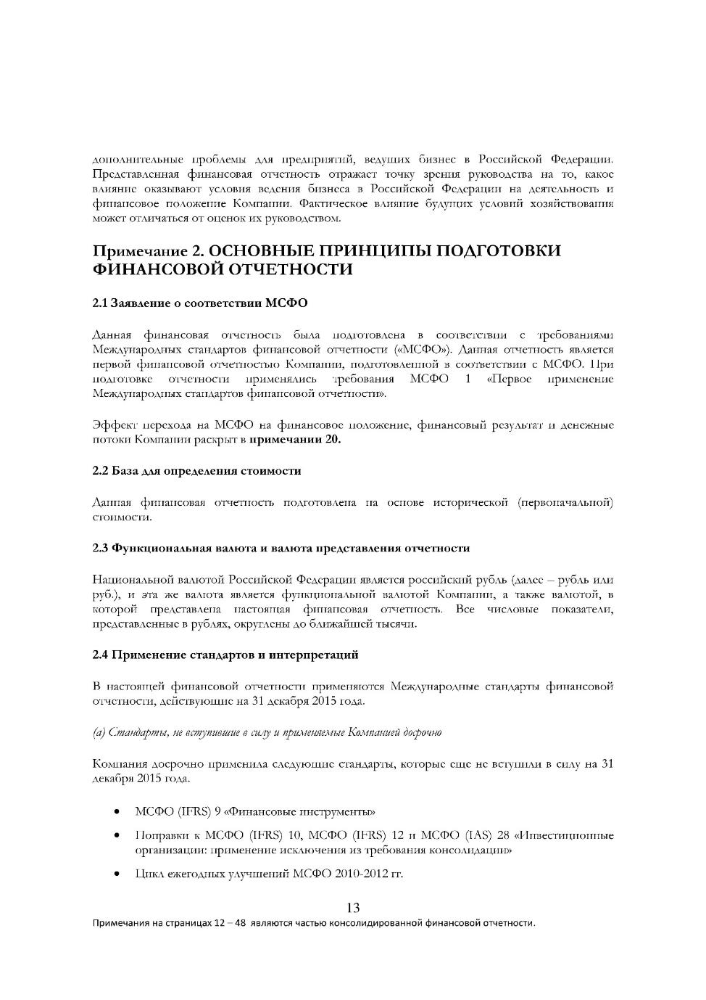 дополнительные проблемы для предприятий, ведущих бизнес в Российской Федерации.
Представленная финансовая отчетность отражает точку зрения руководства на то, какое
влияние оказывают условия ведения бизнеса в Российской Федерации на деятельность и
финансовое положение Компании. Фактическое влияние будущих условий хозяйствования
может отличаться от оценок их руководством.
Примечание 2. ОСНОВНЫЕ ПРИНЦИПЫ ПОДГОТОВКИ
ФИНАНСОВОЙ ОТЧЕТНОСТИ
2.1 Заявление о соответствии МСФО
Данная финансовая отчетность была подготовлена в соответствии с требованиями
Международных стандартов финансовой отчетности («МСФО»). Данная отчетность является
первой финансовой отчетностью Компании, подготовленной в соответствии с МСФО. При
подготовке отчетности применялись требования МСФО 1 «Первое применение
Международных стандартов финансовой отчетности».
Эффект перехода на МСФО на финансовое положение, финансовый результат и денежные
потоки Компании раскрыт в примечании 20.
2.2 База для определения стоимости
Данная финансовая отчетность подготовлена на основе исторической (первоначальной)
стоимости.
2.3 Функциональная валюта и валюта представления отчетности
Национальной валютой Российской Федерации является российский рубль (далее – рубль или
руб.), и эта же валюта является функциональной валютой Компании, а также валютой, в
которой представлена настоящая финансовая отчетность. Все числовые показатели,
представленные в рублях, округлены до ближайшей тысячи.
2.4 Применение стандартов и интерпретаций
В настоящей финансовой отчетности применяются Международные стандарты финансовой
отчетности, действующие на 31 декабря 2015 года.
(а) Стандарты, не вступившие в силу и применяемые Компанией досрочно
Компания досрочно применила следующие стандарты, которые еще не вступили в силу на 31
декабря 2015 года.
• МСФО (IFRS) 9 «Финансовые инструменты»
• Поправки к МСФО (IFRS) 10, МСФО (IFRS) 12 и МСФО (IAS) 28 «Инвестиционные
организации: применение исключения из требования консолидации»
• Цикл ежегодных улучшений МСФО 2010-2012 гг.
13
Примечания на страницах 12 – 48 являются частью консолидированной финансовой отчетности.